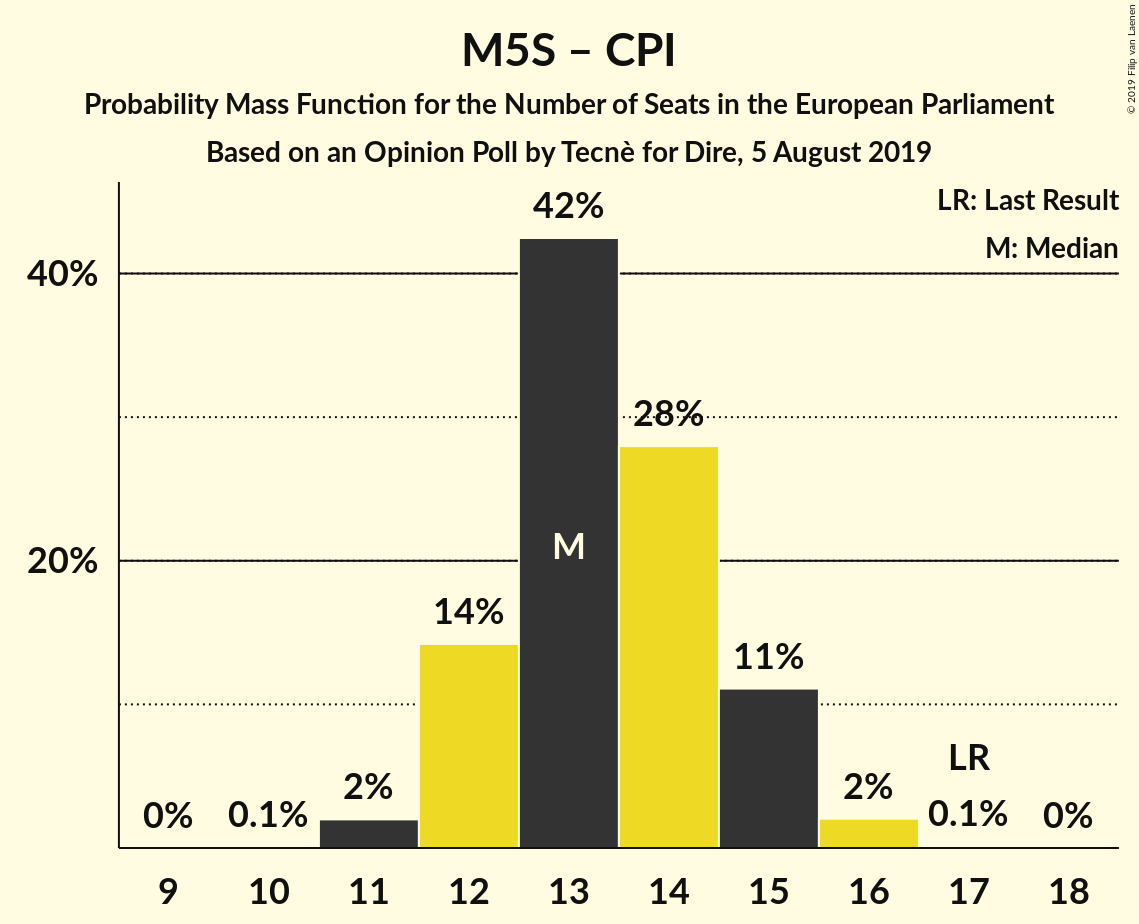 M5S – CPI
Probability Mass Function for the Number of Seats in the European Parliament
Based on an Opinion Poll by Tecnè for Dire, 5 August 2019
© 2019 Filip van Laenen
LR: Last Result
M: Median
42%
40%
28%
M
20%
14%
11%
LR
2%
2%
0%
0.1%
0.1%
0%
9
10
11
12
13
14
15
16
17
18